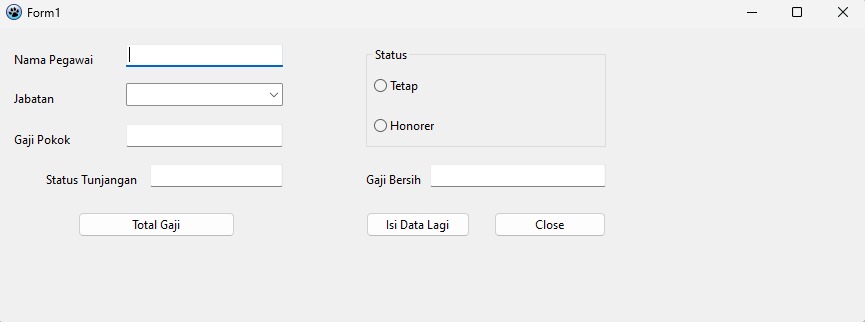 Form1
Nama Pegawai
Status
Tetap
Jabatan
Honorer
Gaji Pokok
Status Tunjangan
Gaji Bersih
Total Gaji
Isi Data Lagi
Close